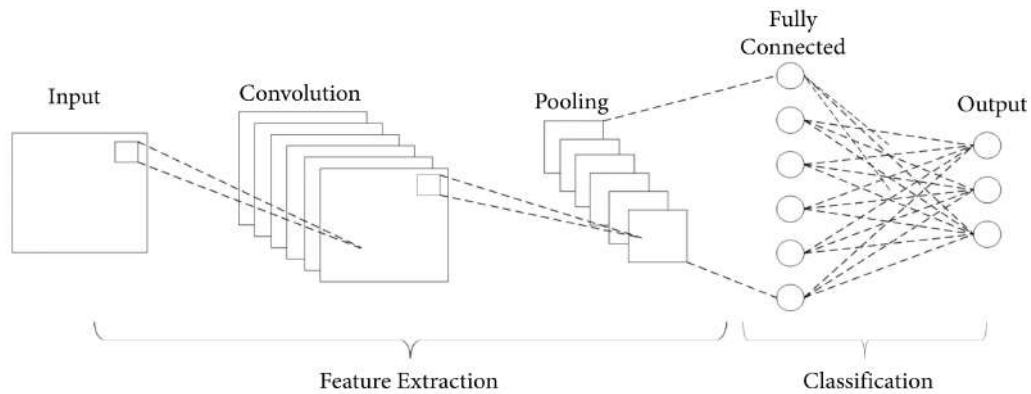 Input
Convolution
Pooling
Fully
Connected
Output
Feature Extraction
Classification